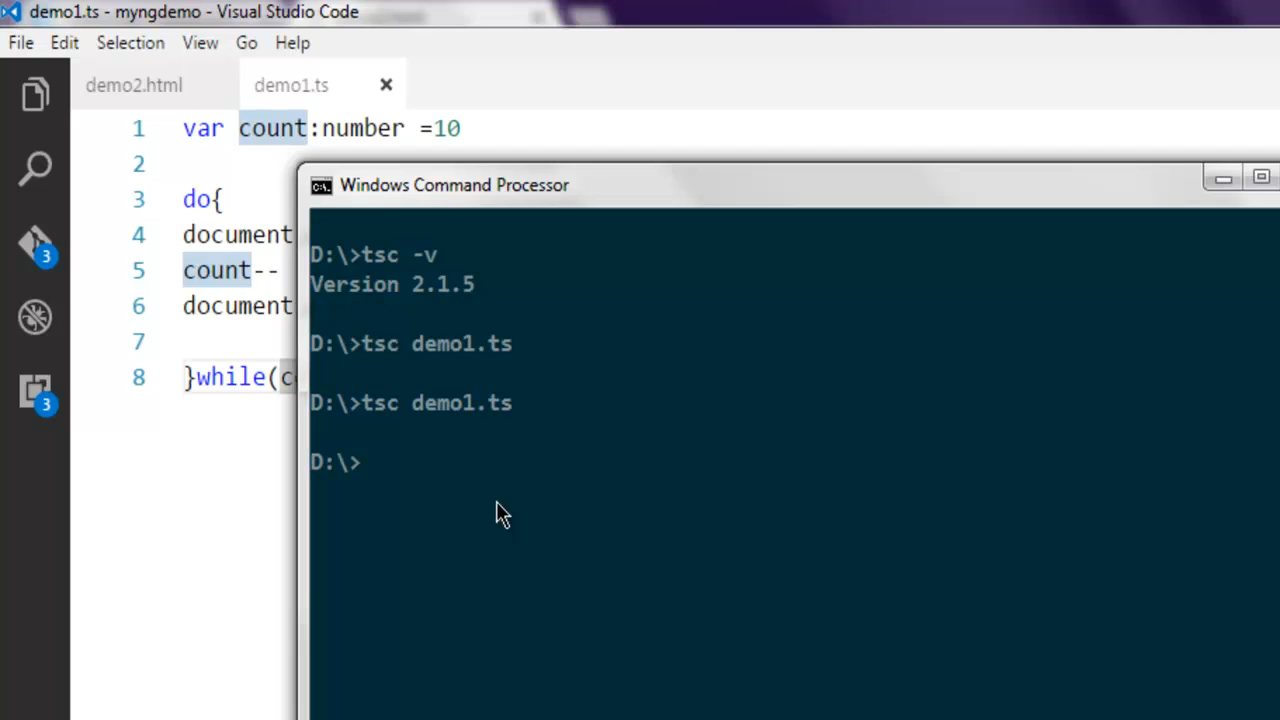 demo1.ts - myngdemo - Visual Studio Code
File Edit Selection View Go Help
demo2.html demo1.ts
1 var count:number =10
2
3 do{
4 document
5 count--
6 document
7
8 }while(c
3
3
Windows Command Processor
D:\>tsc -v
Version 2.1.5
D:\>tsc demo1.ts
D:\>tsc demo1.ts
D:\>